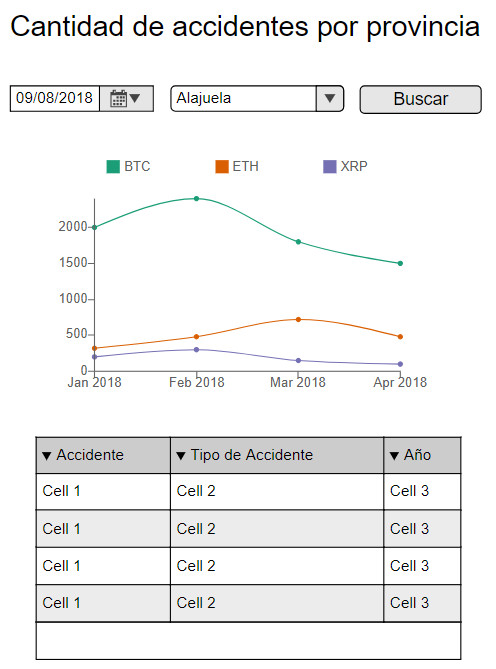 Cantidad de accidentes por provincia
09/08/2018 Alajuela Buscar
BTC ETH XRP
2000
1500
1000
500
0
Jan 2018 Feb 2018 Mar 2018 Apr 2018
Accidente Tipo de Accidente Año
Cell 1 Cell 2 Cell 3
Cell 1 Cell 2 Cell 3
Cell 1 Cell 2 Cell 3
Cell 1 Cell 2 Cell 3